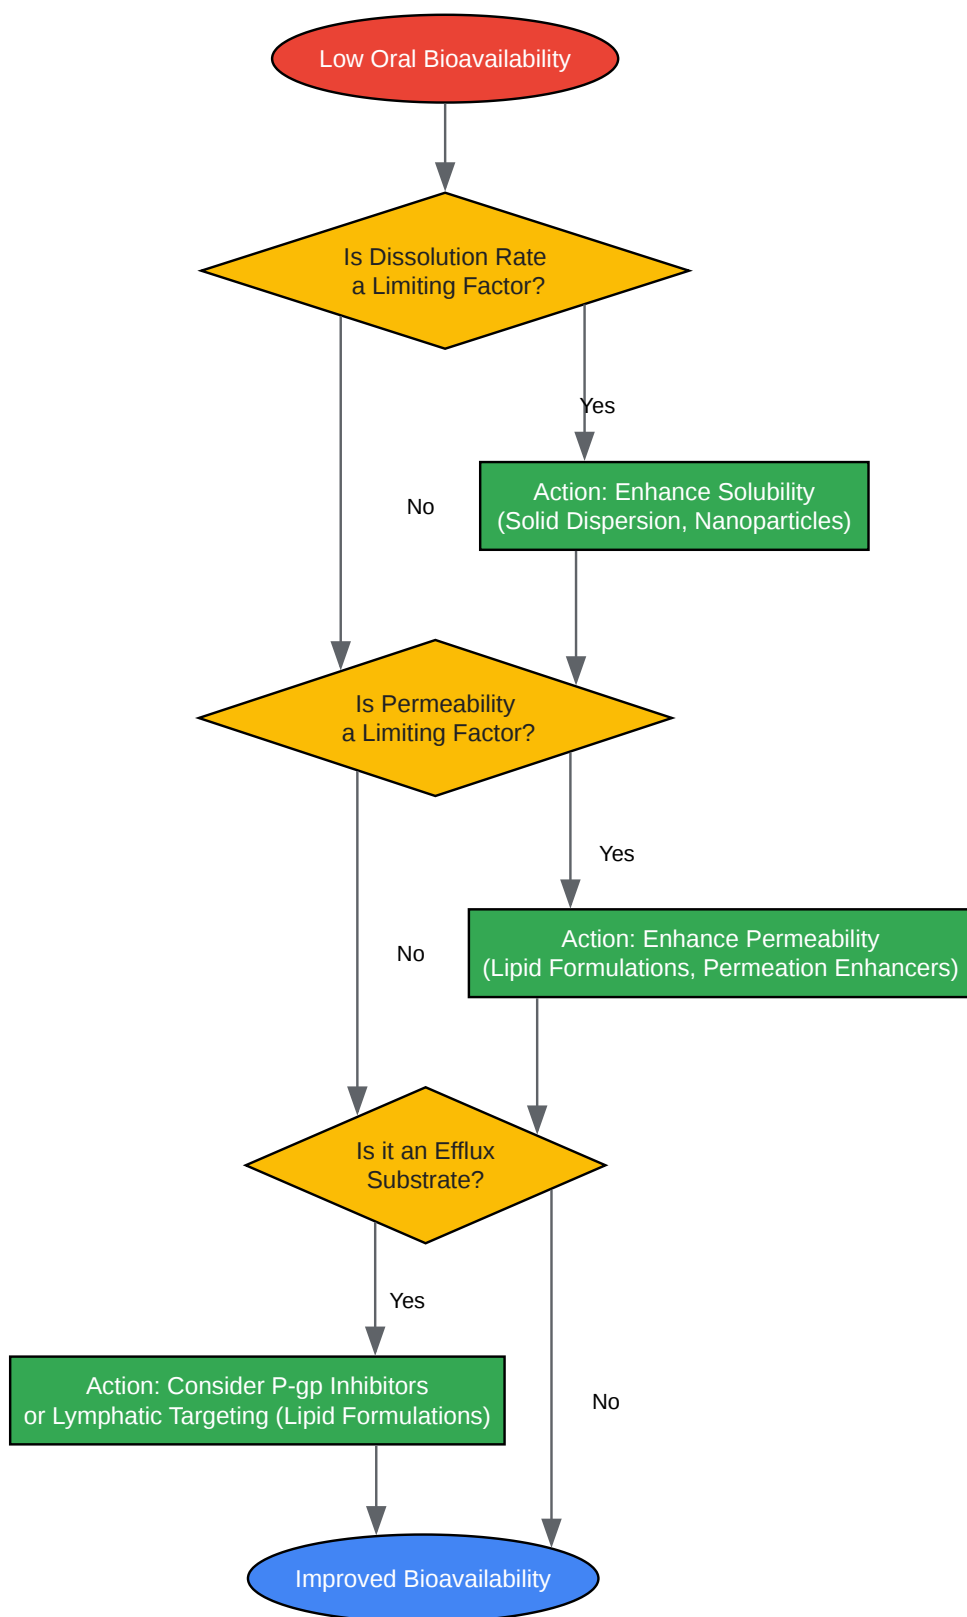 Low Oral Bioavailability
Is Dissolution Rate
a Limiting Factor?
Yes
Action: Enhance Solubility
(Solid Dispersion, Nanoparticles)
No
Is Permeability
a Limiting Factor?
Yes
Action: Enhance Permeability
(Lipid Formulations, Permeation Enhancers)
No
Is it an Efflux
Substrate?
Yes
Action: Consider P-gp Inhibitors
or Lymphatic Targeting (Lipid Formulations)
No
Improved Bioavailability